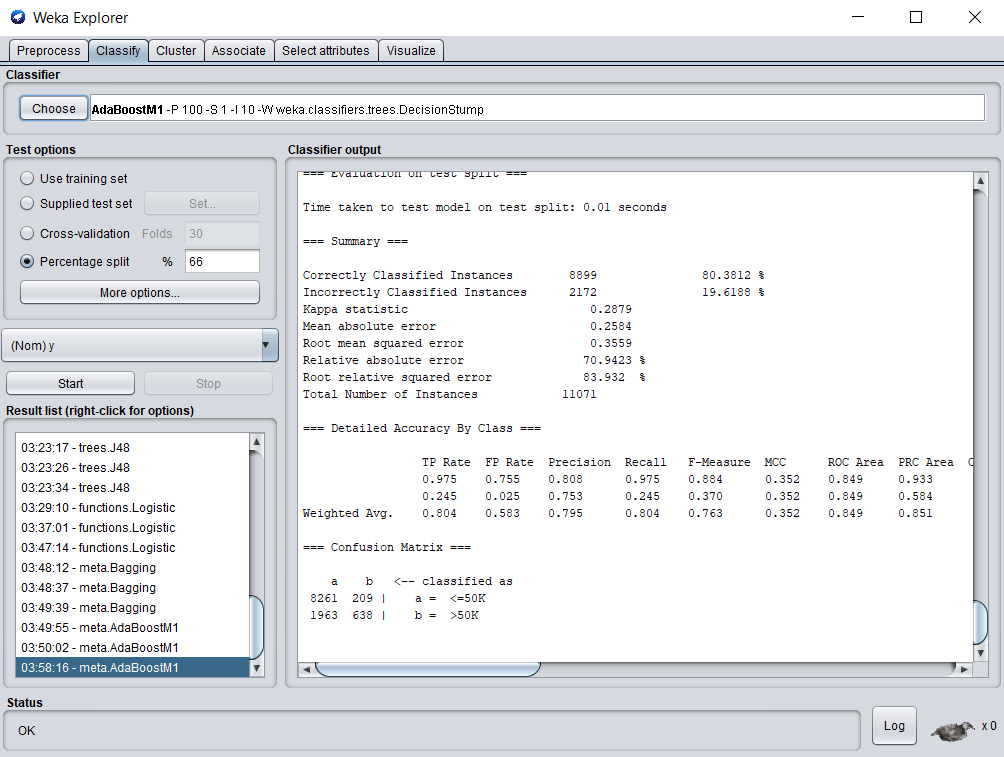 Weka Explorer
Preprocess Classify Cluster Associate Select attributes Visualize
Classifier
Choose AdaBoostM1 -P 100 -S 1 -I 10 -W weka.classifiers.trees.DecisionStump
Test options
Use training set
Supplied test set Set...
Cross-validation Folds 30
Percentage split % 66
More options...
(Nom) y
Start Stop
Result list (right-click for options)
03:23:17 - trees.J48
03:23:26 - trees.J48
03:23:34 - trees.J48
03:29:10 - functions.Logistic
03:37:01 - functions.Logistic
03:47:14 - functions.Logistic
03:48:12 - meta.Bagging
03:48:37 - meta.Bagging
03:49:39 - meta.Bagging
03:49:55 - meta.AdaBoostM1
03:50:02 - meta.AdaBoostM1
03:58:16 - meta.AdaBoostM1
Classifier output
=== Evaluation on test split ===
Time taken to test model on test split: 0.01 seconds
=== Summary ===
Correctly Classified Instances 8899 80.3812 %
Incorrectly Classified Instances 2172 19.6188 %
Kappa statistic 0.2879
Mean absolute error 0.2584
Root mean squared error 0.3559
Relative absolute error 70.9423 %
Root relative squared error 83.932 %
Total Number of Instances 11071
=== Detailed Accuracy By Class ===
TP Rate FP Rate Precision Recall F-Measure MCC ROC Area PRC Area C
0.975 0.755 0.808 0.975 0.884 0.352 0.849 0.933
0.245 0.025 0.753 0.245 0.370 0.352 0.849 0.584
Weighted Avg. 0.804 0.583 0.795 0.804 0.763 0.352 0.849 0.851
=== Confusion Matrix ===
a b <-- classified as
8261 209 | a = <=50K
1963 638 | b = >50K
Status
OK
Log
x 0